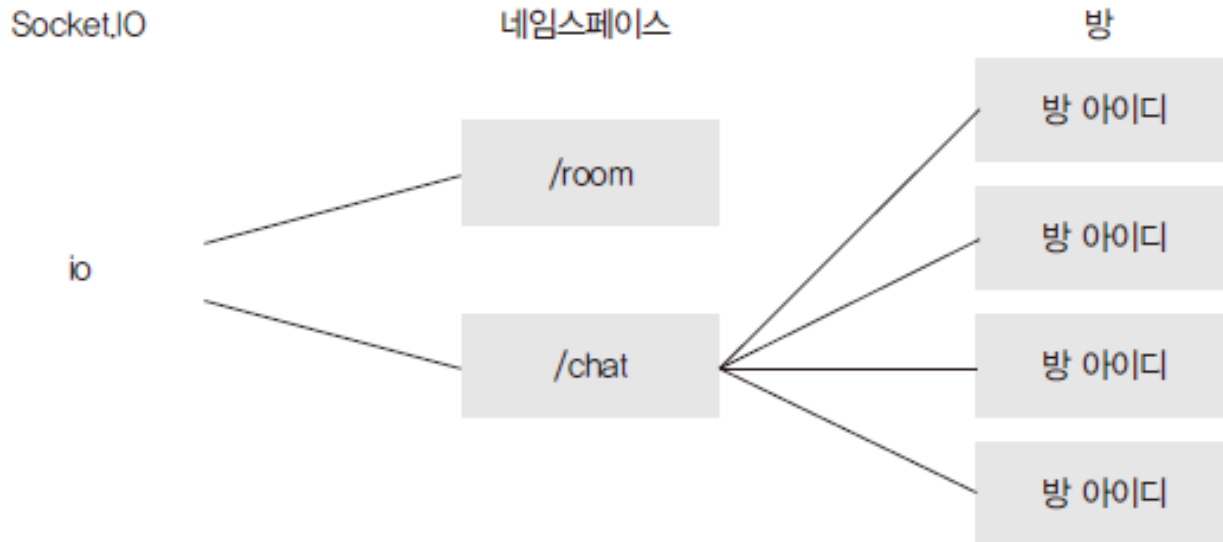 Socket.IO
네임스페이스
방
방 아이디
/room
방 아이디
io
/chat
방 아이디
방 아이디